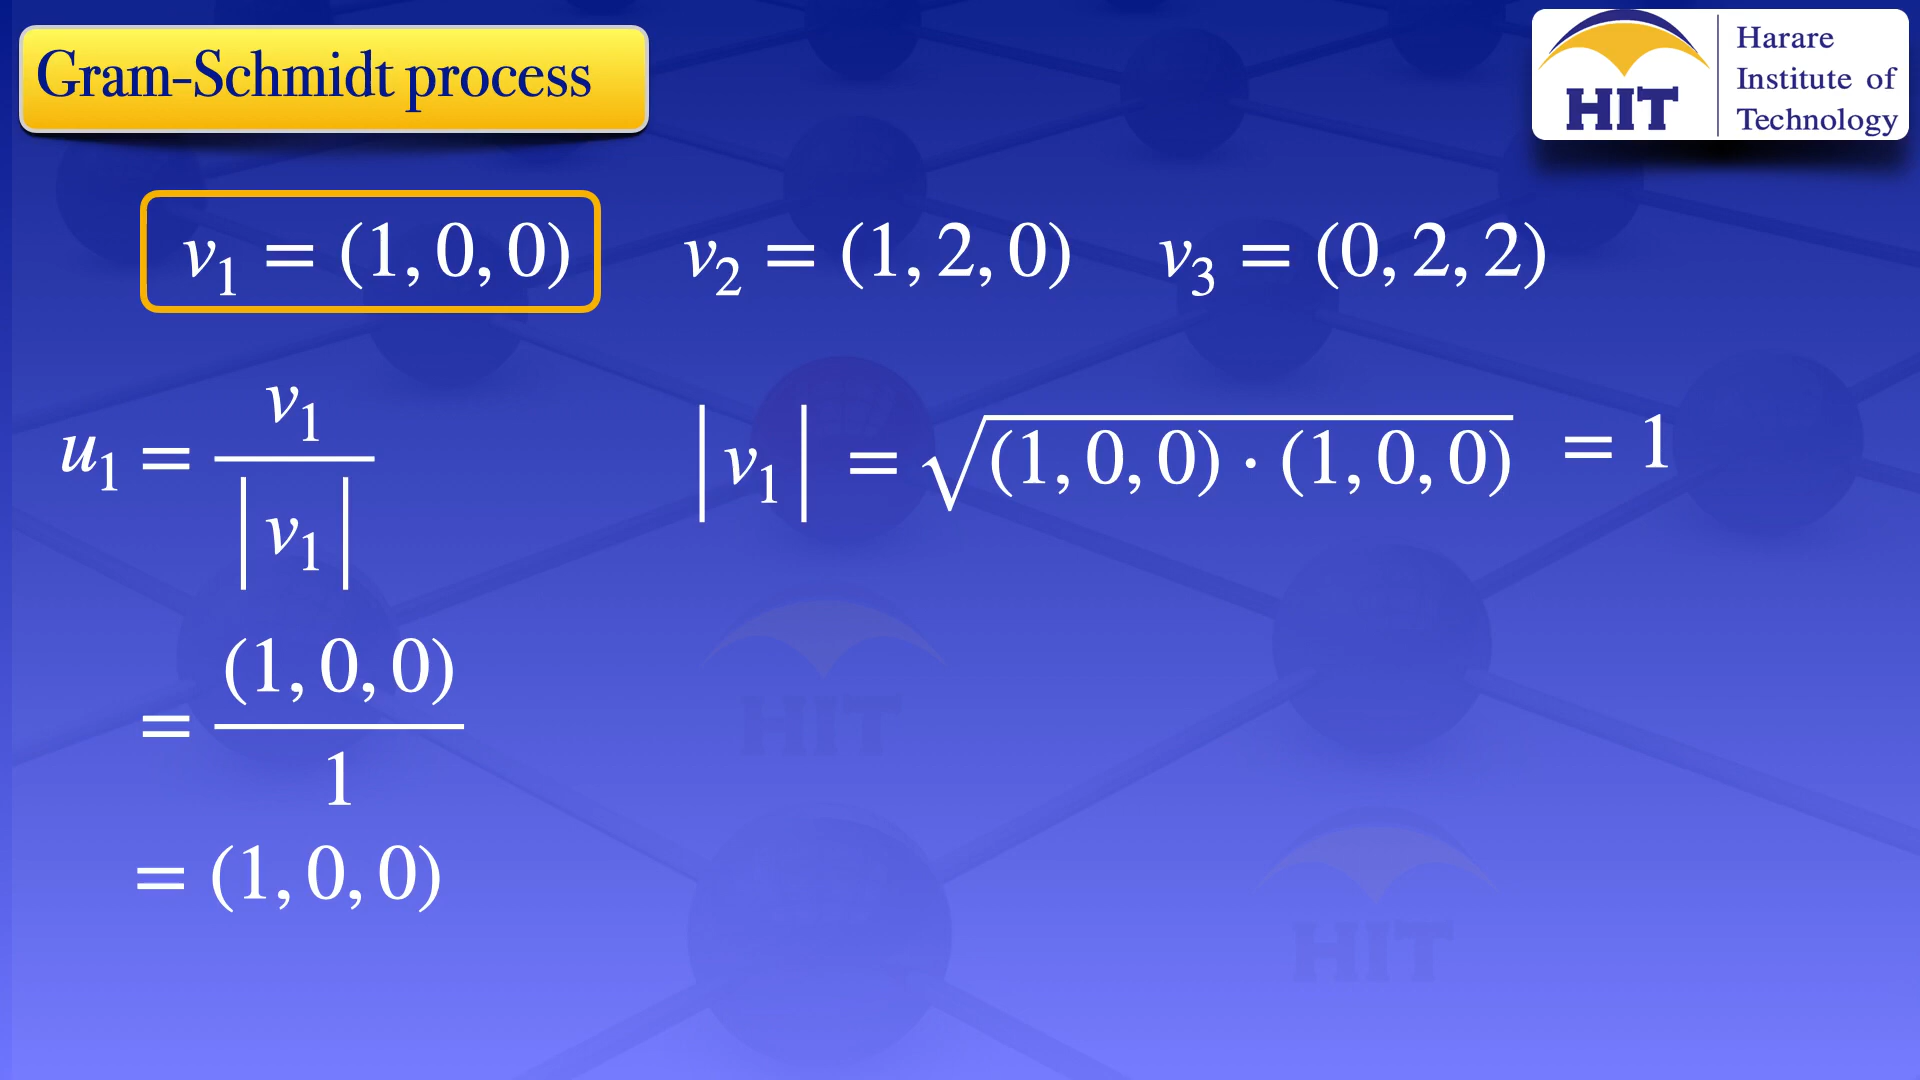 Gram-Schmidt process
HIT
Harare
Institute of
Technology
v₁ = (1, 0, 0) v₂ = (1, 2, 0) v₃ = (0, 2, 2)
u₁ = v₁ / |v₁|
|v₁| = √((1, 0, 0) · (1, 0, 0)) = 1
= (1, 0, 0) / 1
= (1, 0, 0)
HIT
HIT